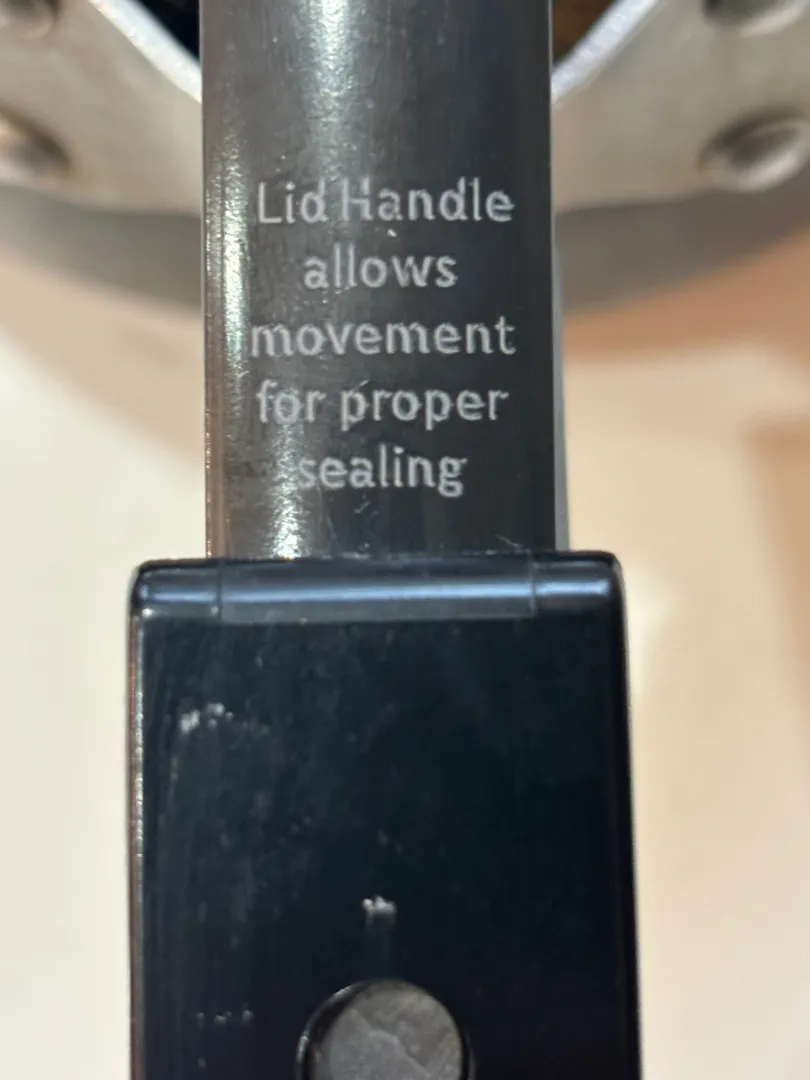 Lid Handle
allows
movement
for proper
sealing